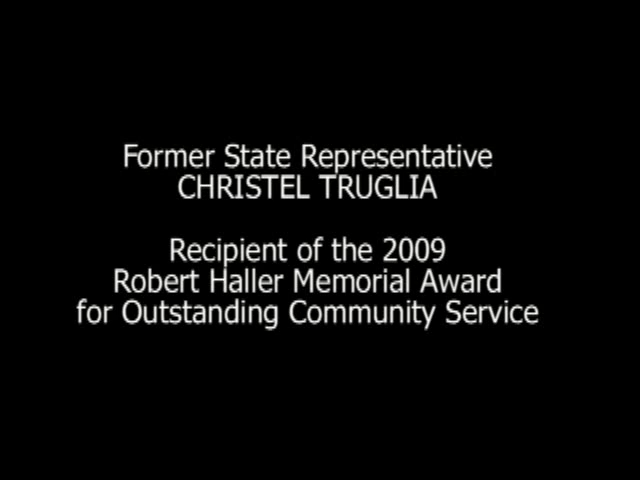 Former State Representative
CHRISTEL TRUGLIA
Recipient of the 2009
Robert Haller Memorial Award
for Outstanding Community Service